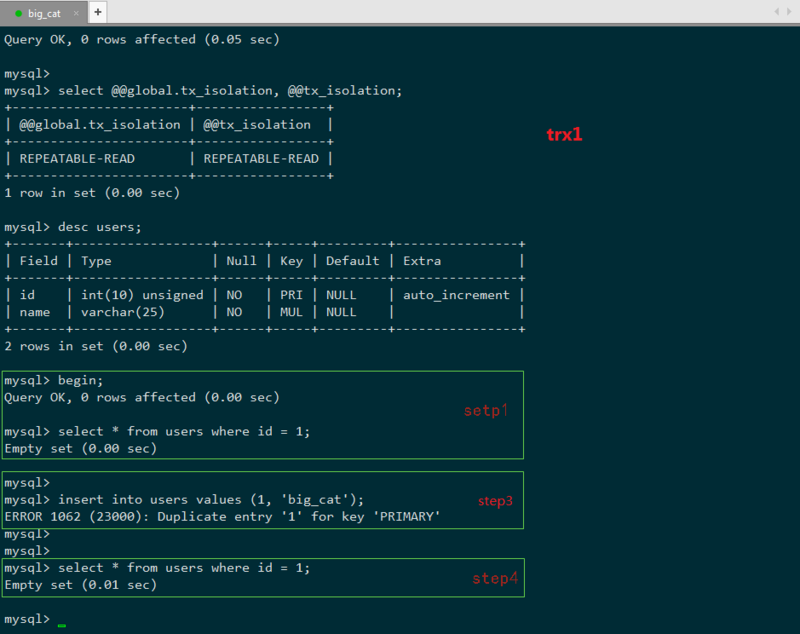 big_cat × +
Query OK, 0 rows affected (0.05 sec)
mysql>
mysql> select @@global.tx_isolation, @@tx_isolation;
+-----------------------+-----------------+
| @@global.tx_isolation | @@tx_isolation  |
+-----------------------+-----------------+
| REPEATABLE-READ       | REPEATABLE-READ |
+-----------------------+-----------------+
1 row in set (0.00 sec)
trx1
mysql> desc users;
+-------+------------------+------+-----+---------+----------------+
| Field | Type             | Null | Key | Default | Extra          |
+-------+------------------+------+-----+---------+----------------+
| id    | int(10) unsigned | NO   | PRI | NULL    | auto_increment |
| name  | varchar(25)      | NO   | MUL | NULL    |                |
+-------+------------------+------+-----+---------+----------------+
2 rows in set (0.00 sec)
mysql> begin;
Query OK, 0 rows affected (0.00 sec)
setp1
mysql> select * from users where id = 1;
Empty set (0.00 sec)
mysql>
mysql> insert into users values (1, 'big_cat');
step3
ERROR 1062 (23000): Duplicate entry '1' for key 'PRIMARY'
mysql>
mysql>
mysql> select * from users where id = 1;
step4
Empty set (0.01 sec)
mysql>